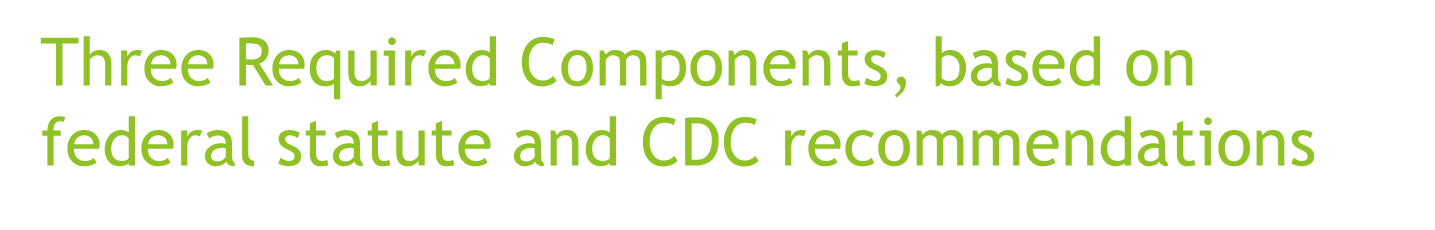 Three Required Components, based on
federal statute and CDC recommendations